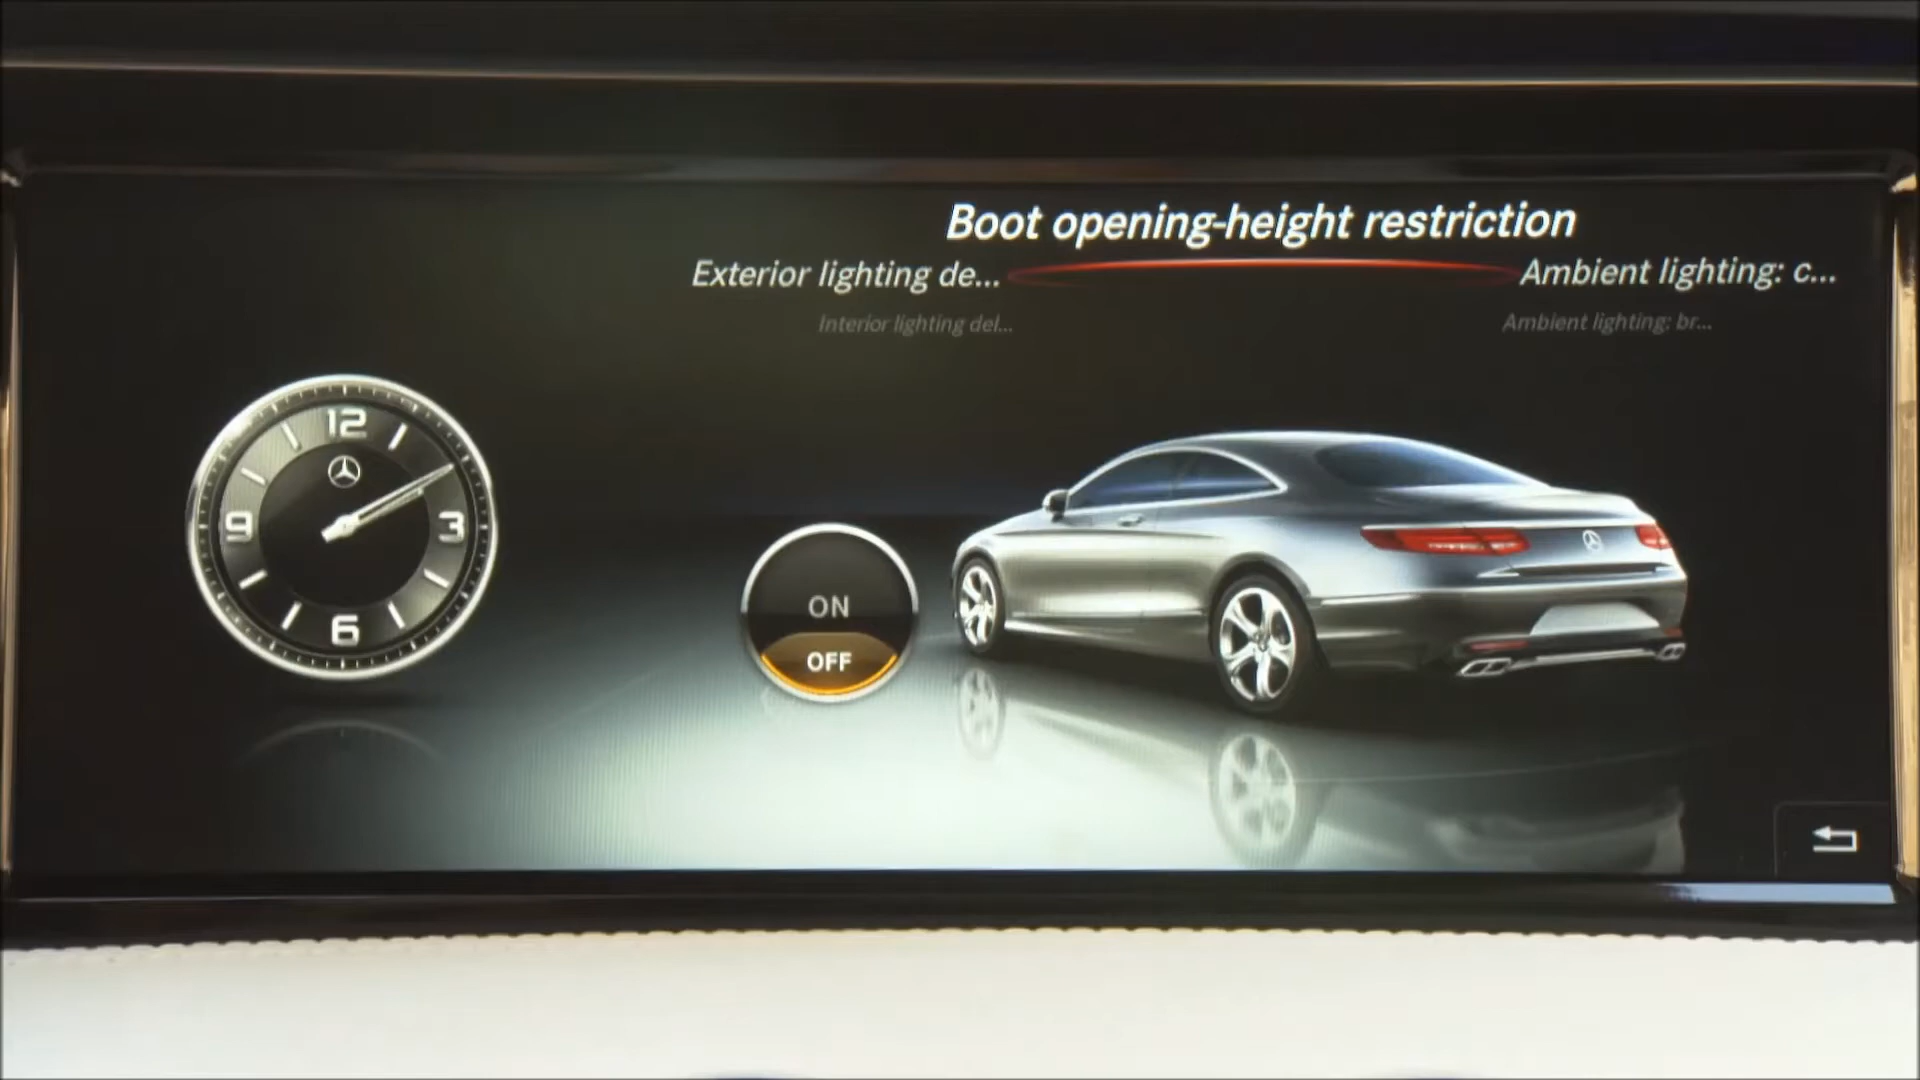 Boot opening-height restriction
Exterior lighting de...
Ambient lighting: c...
Interior lighting del...
Ambient lighting: br...
12
9
3
6
ON
OFF